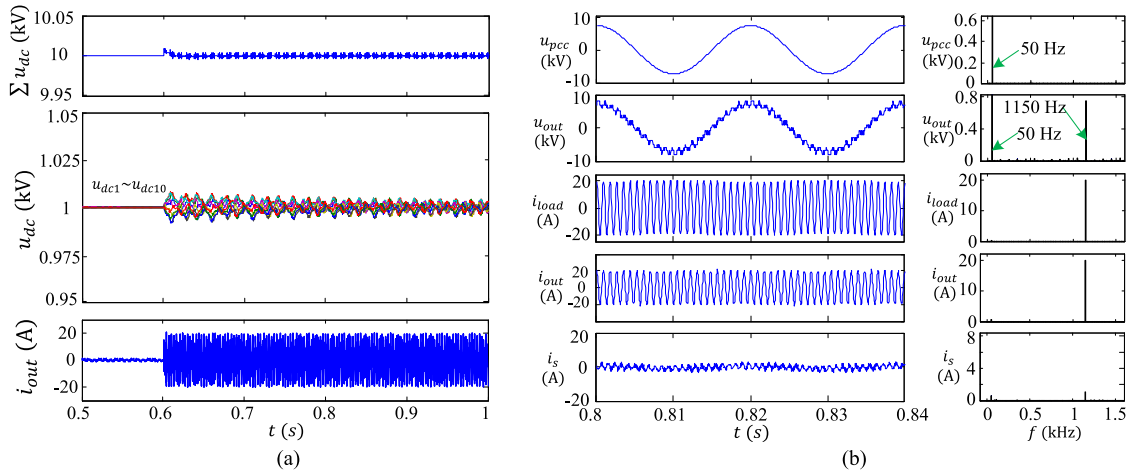 ∑ u_dc (kV)
10.05
10
9.95
u_dc (kV)
1.05
1.025
1
0.975
0.95
u_dc1~u_dc10
i_out (A)
20
0
-20
0.5
0.6
0.7
0.8
0.9
1
t (s)
(a)
u_pcc
(kV)
10
0
-10
u_out
(kV)
10
0
-10
i_load
(A)
20
0
-20
i_out
(A)
20
0
-20
i_s
(A)
20
0
-20
0.8
0.81
0.82
0.83
0.84
t (s)
u_pcc
(kV)
0.6
0.4
0.2
0
50 Hz
u_out
(kV)
0.8
0.4
0
1150 Hz
50 Hz
i_load
(A)
20
10
0
i_out
(A)
20
10
0
i_s
(A)
8
4
0
0
0.5
1
1.5
f (kHz)
(b)